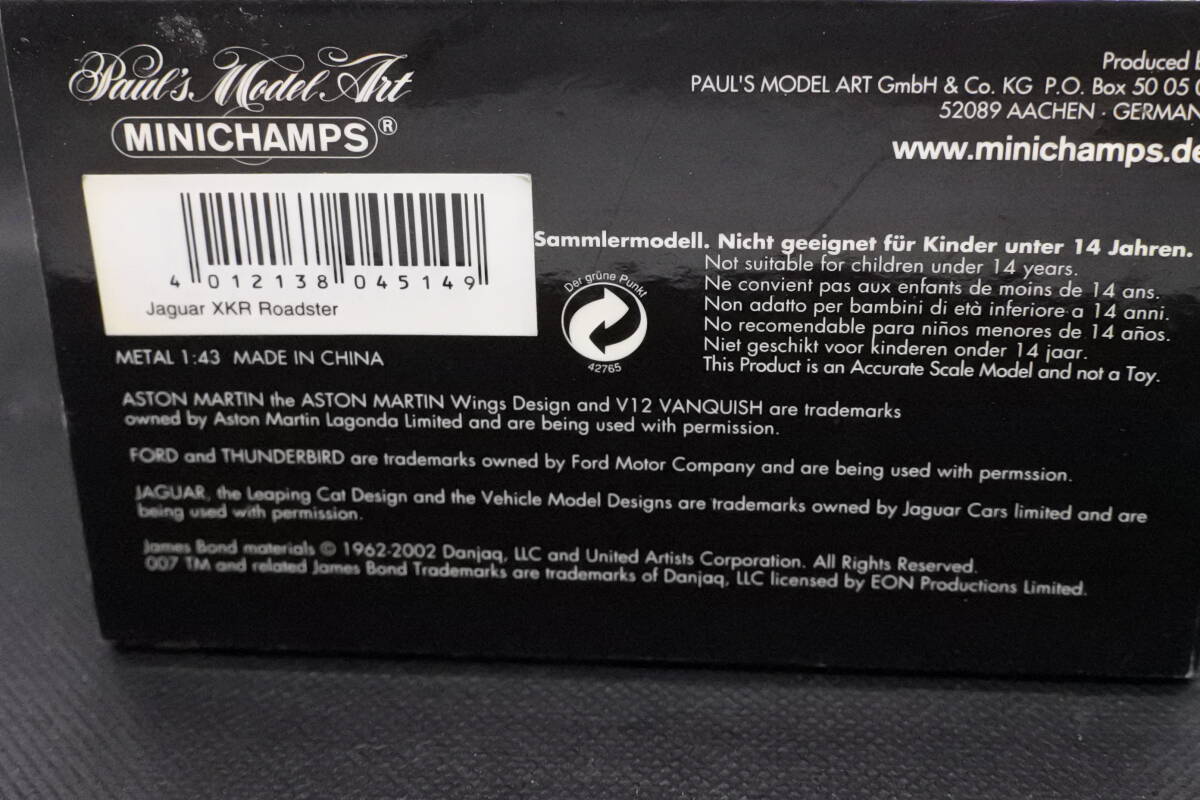 Paul's Model Art
MINICHAMPS®
Produced
PAUL'S MODEL ART GmbH & Co. KG P.O. Box 50 05
52089 AACHEN · GERMAN
www.minichamps.de
4 012138 045149
Jaguar XKR Roadster
METAL 1:43 MADE IN CHINA
Sammlermodell. Nicht geeignet für Kinder unter 14 Jahren.
Not suitable for children under 14 years.
Ne convient pas aux enfants de moins de 14 ans.
Non adatto per bambini di età inferiore a 14 anni.
No recomendable para niños menores de 14 años.
Niet geschikt voor kinderen onder 14 jaar.
This Product is an Accurate Scale Model and not a Toy.
Der grüne Punkt
42765
ASTON MARTIN the ASTON MARTIN Wings Design and V12 VANQUISH are trademarks
owned by Aston Martin Lagonda Limited and are being used with permission.
FORD and THUNDERBIRD are trademarks owned by Ford Motor Company and are being used with permssion.
JAGUAR, the Leaping Cat Design and the Vehicle Model Designs are trademarks owned by Jaguar Cars limited and are
being used with permission.
James Bond materials © 1962-2002 Danjaq, LLC and United Artists Corporation. All Rights Reserved.
007 TM and related James Bond Trademarks are trademarks of Danjaq, LLC licensed by EON Productions Limited.